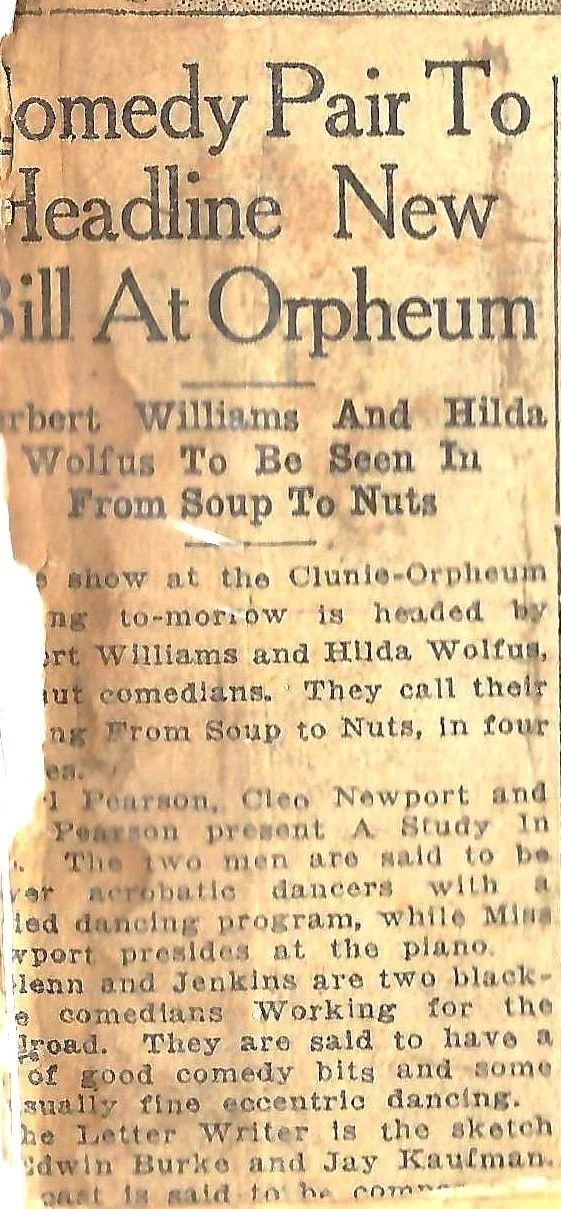 omedy Pair To
Headline New
Bill At Orpheum
rbert Williams And Hilda
Wolfus To Be Seen In
From Soup To Nuts
show at the Clunie-Orpheum
ng to-morrow is headed by
rt Williams and Hilda Wolfus,
ut comedians. They call their
ng From Soup to Nuts, in four
es.
l Pearson, Cleo Newport and
Pearson present A Study In
The two men are said to be
ver acrobatic dancers with a
ied dancing program, while Miss
wport presides at the piano.
lenn and Jenkins are two black-
e comedians Working for the
lroad. They are said to have a
of good comedy bits and some
sually fine eccentric dancing.
he Letter Writer is the sketch
Edwin Burke and Jay Kaufman.
cast is said to be